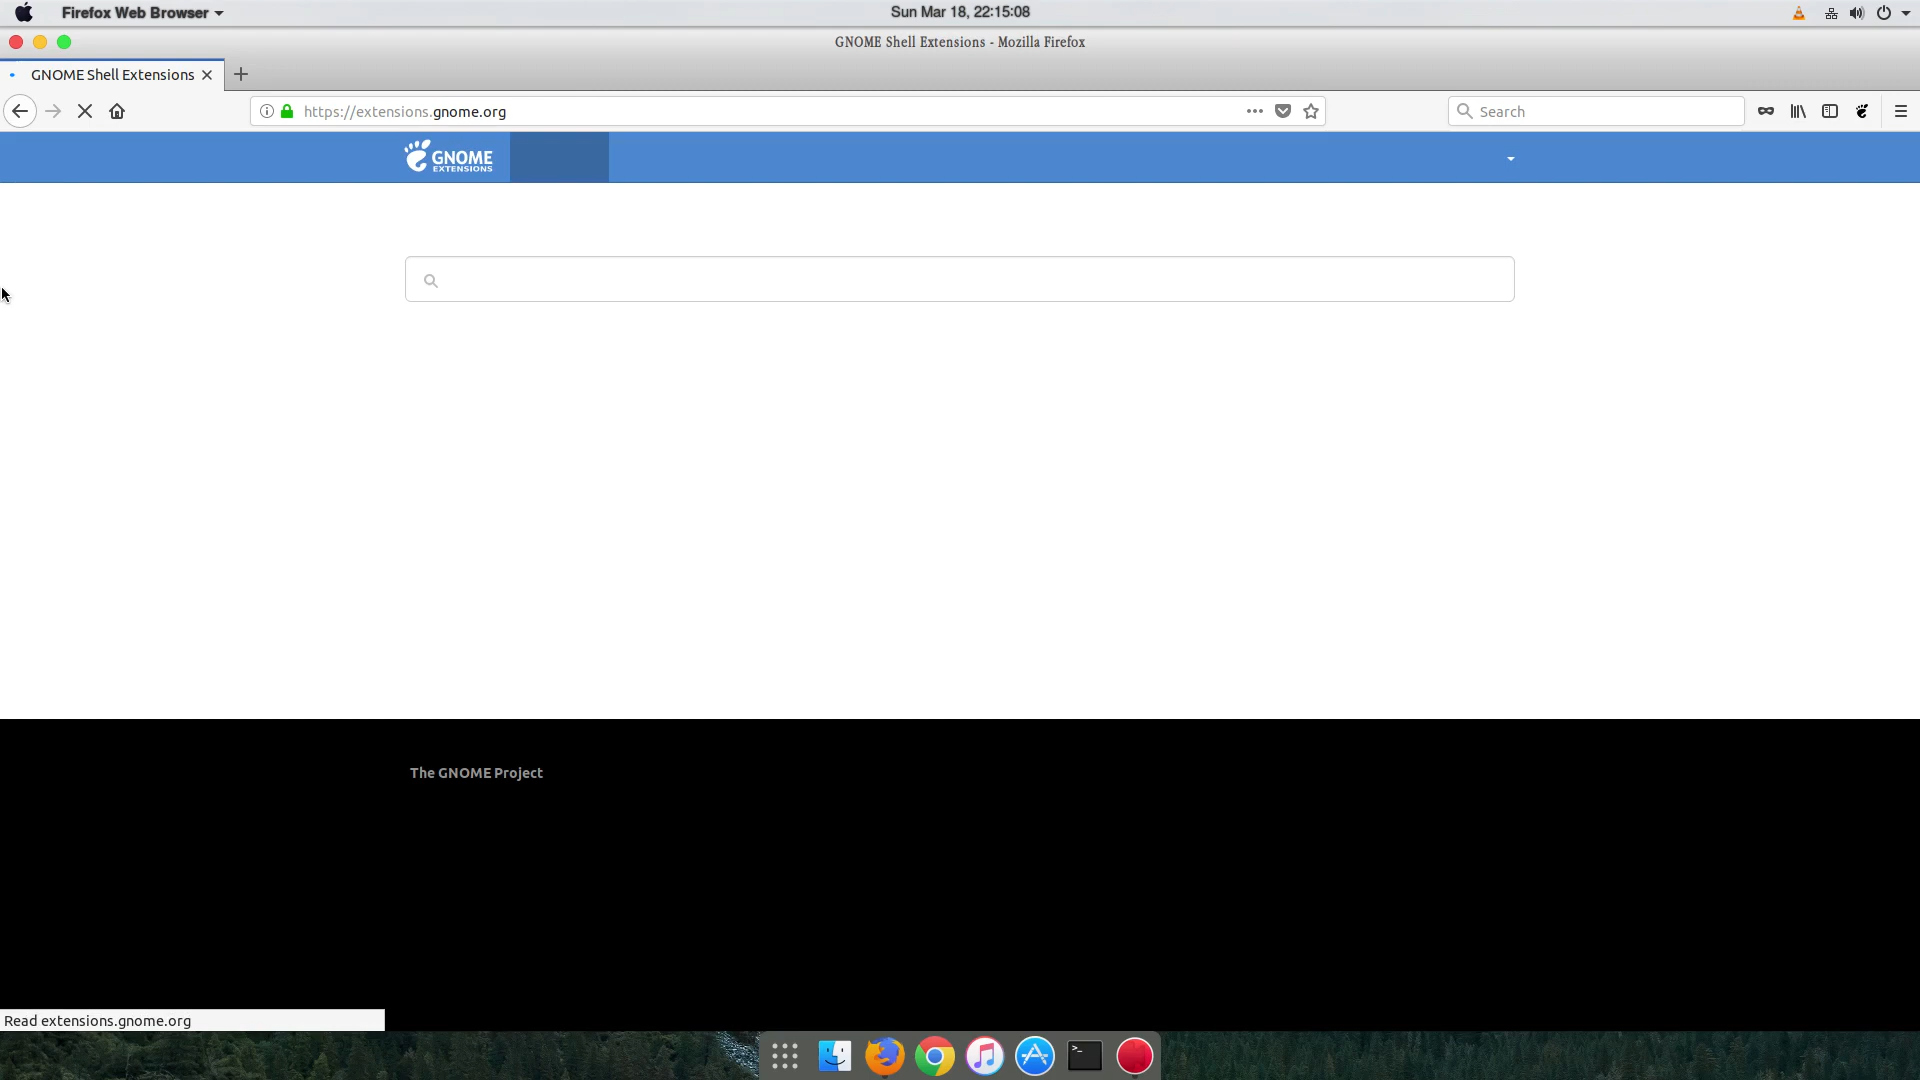 Firefox Web Browser
Sun Mar 18, 22:15:08
GNOME Shell Extensions - Mozilla Firefox
GNOME Shell Extensions
https://extensions.gnome.org
Search
GNOME
EXTENSIONS
The GNOME Project
Read extensions.gnome.org
>_